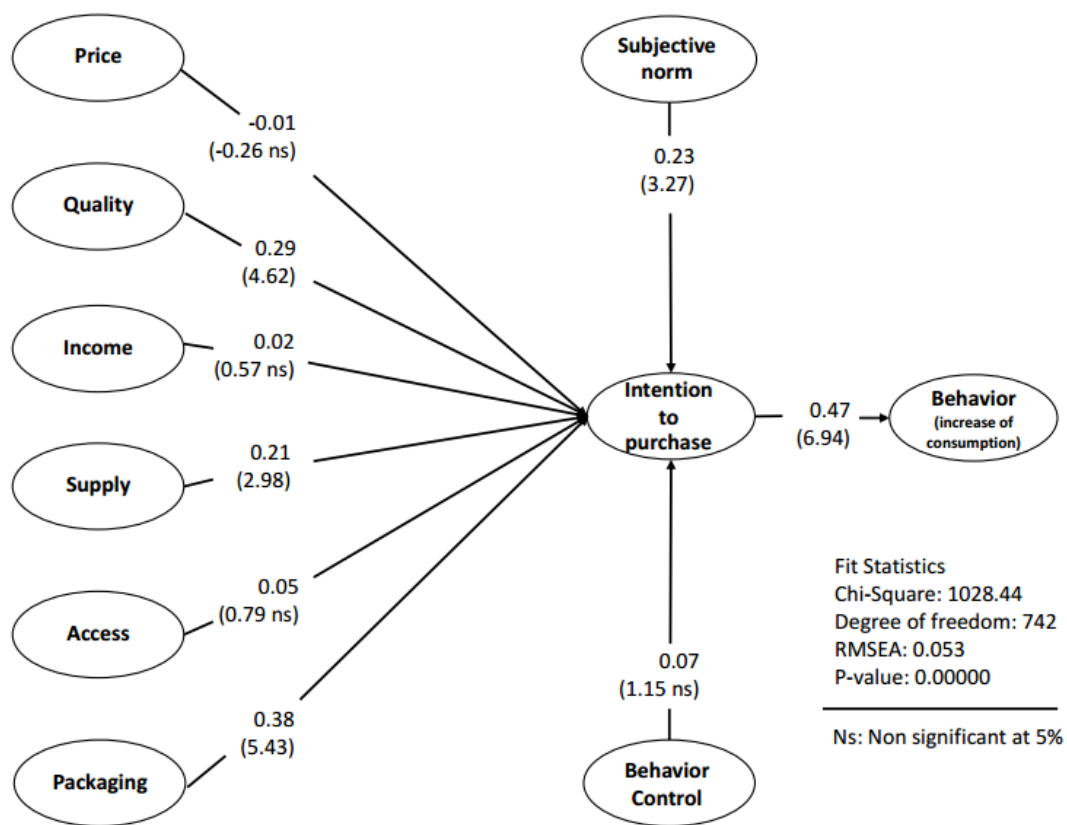 Price
-0.01
(-0.26 ns)
Quality
0.29
(4.62)
Income
0.02
(0.57 ns)
Supply
0.21
(2.98)
Access
0.05
(0.79 ns)
Packaging
0.38
(5.43)
Subjective
norm
0.23
(3.27)
Intention
to
purchase
0.47
(6.94)
Behavior
(increase of
consumption)
0.07
(1.15 ns)
Behavior
Control
Fit Statistics
Chi-Square: 1028.44
Degree of freedom: 742
RMSEA: 0.053
P-value: 0.00000
Ns: Non significant at 5%